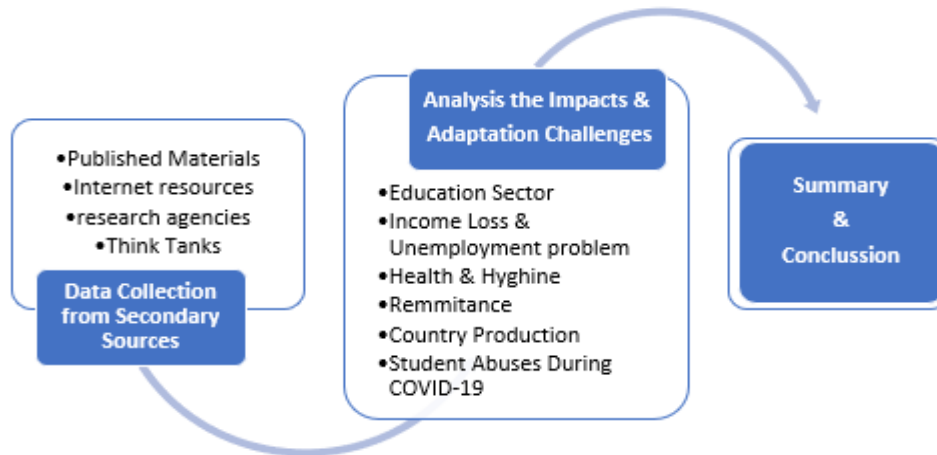 •Published Materials
•Internet resources
•research agencies
•Think Tanks
Data Collection
from Secondary
Sources
Analysis the Impacts &
Adaptation Challenges
•Education Sector
•Income Loss &
Unemployment problem
•Health & Hyghine
•Remmitance
•Country Production
•Student Abuses During
COVID-19
Summary
&
Conclussion